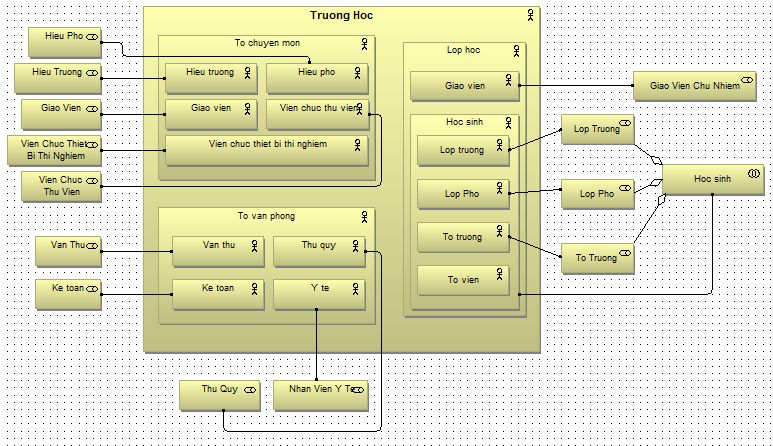 Truong Hoc
Hieu Pho
Hieu Truong
Giao Vien
Vien Chuc Thiet
Bi Thi Nghiem
Vien Chuc
Thu Vien
Van Thu
Ke toan
To chuyen mon
Hieu truong
Hieu pho
Giao vien
Vien chuc thu vien
Vien chuc thiet bi thi nghiem
To van phong
Van thu
Thu quy
Ke toan
Y te
Lop hoc
Giao vien
Hoc sinh
Lop truong
Lop Pho
To truong
To vien
Giao Vien Chu Nhiem
Lop Truong
Lop Pho
To Truong
Hoc sinh
Thu Quy
Nhan Vien Y Te